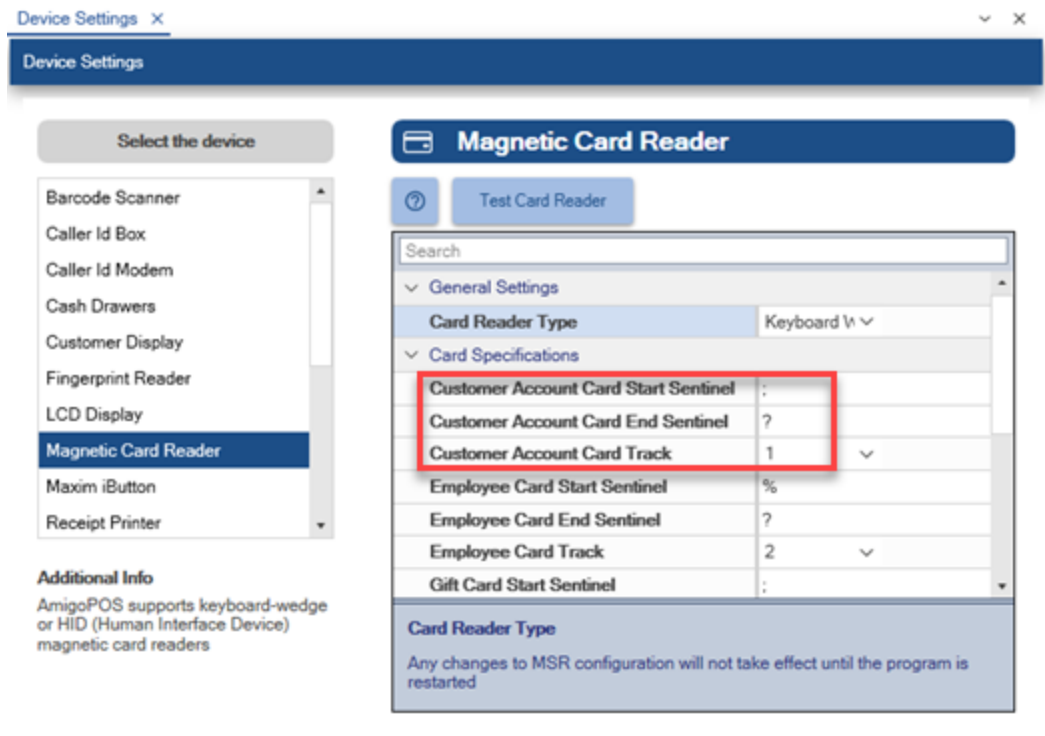 Device Settings
Device Settings
Select the device
Barcode Scanner
Caller Id Box
Caller Id Modem
Cash Drawers
Customer Display
Fingerprint Reader
LCD Display
Magnetic Card Reader
Maxim iButton
Receipt Printer
Additional Info
AmigoPOS supports keyboard-wedge
or HID (Human Interface Device)
magnetic card readers
Magnetic Card Reader
Test Card Reader
Search
General Settings
Card Reader Type Keyboard
Card Specifications
Customer Account Card Start Sentinel ;
Customer Account Card End Sentinel ?
Customer Account Card Track 1
Employee Card Start Sentinel %
Employee Card End Sentinel ?
Employee Card Track 2
Gift Card Start Sentinel ;
Card Reader Type
Any changes to MSR configuration will not take effect until the program is
restarted